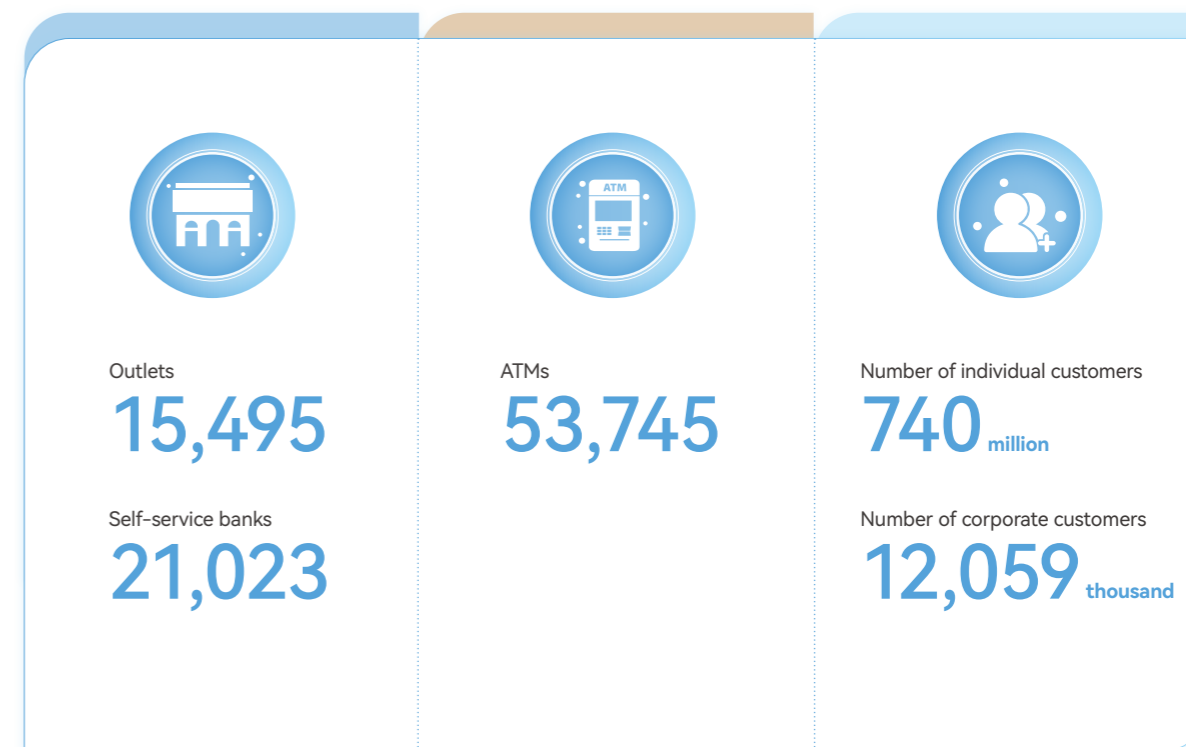 ATM
Outlets
15,495
Self-service banks
21,023
ATMs
53,745
Number of individual customers
740 million
Number of corporate customers
12,059 thousand